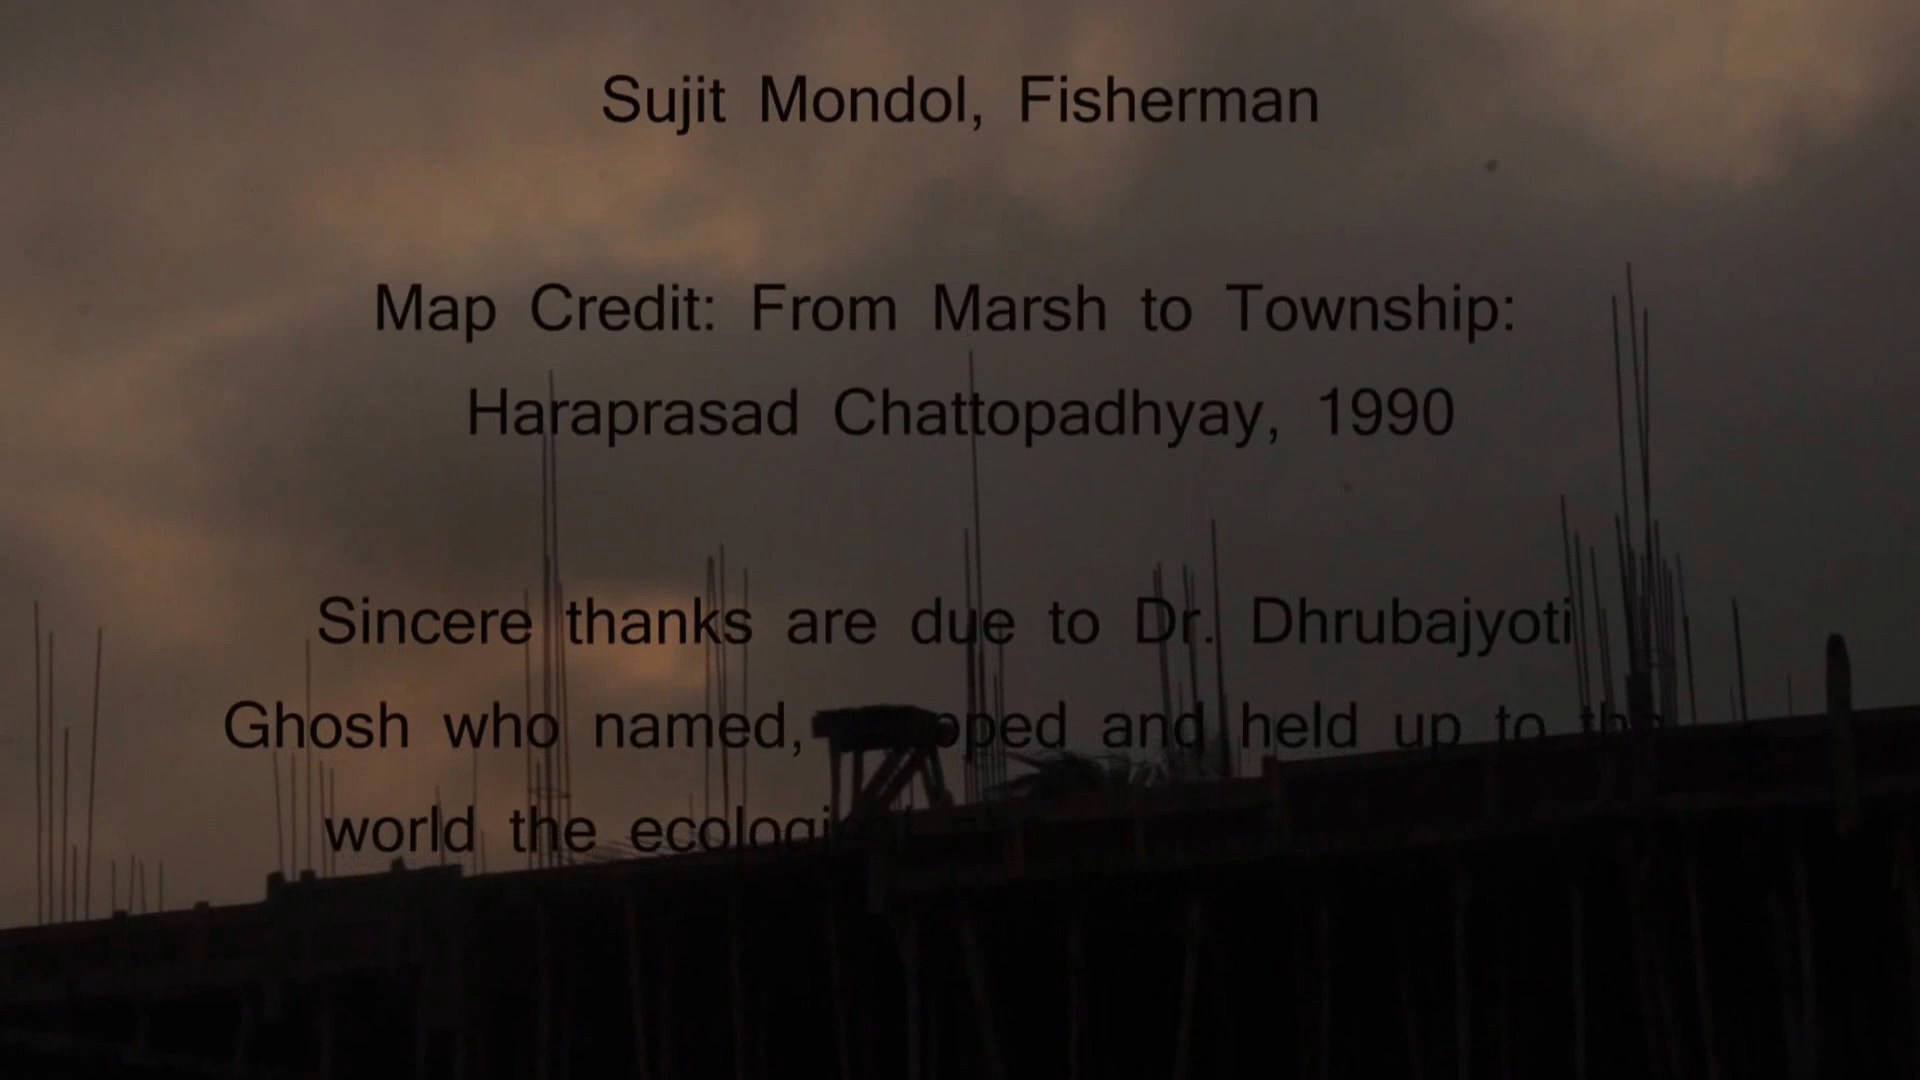 Sujit Mondol, Fisherman
Map Credit: From Marsh to Township:
Haraprasad Chattopadhyay, 1990
Sincere thanks are due to Dr. Dhrubajyoti
Ghosh who named, and held up to the
world the